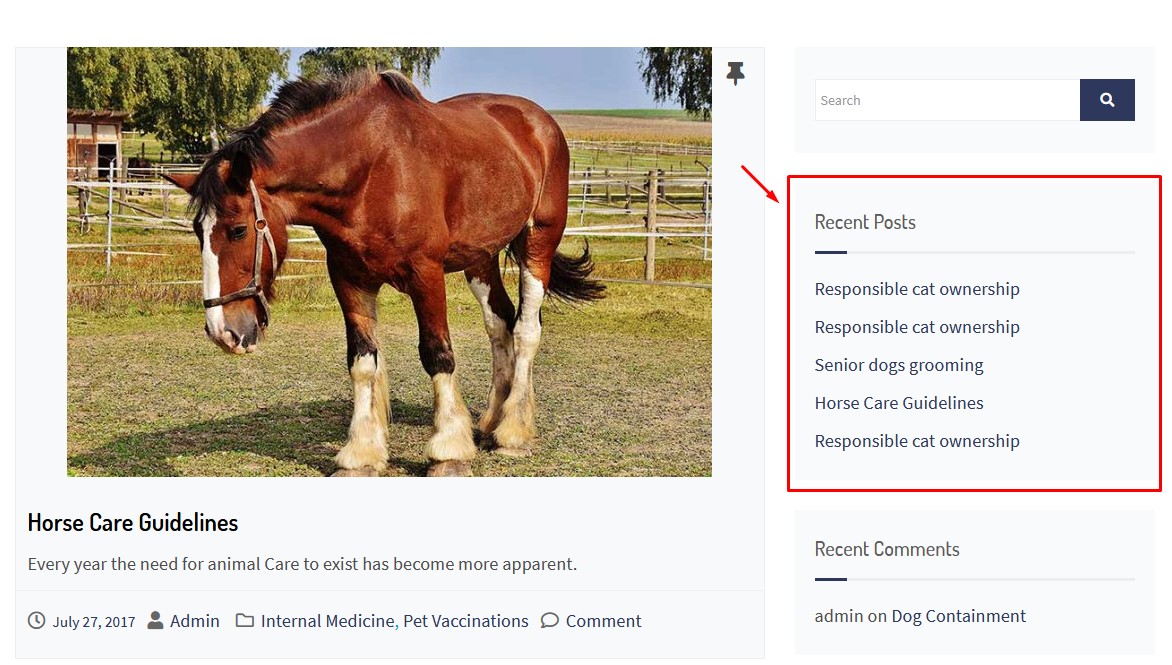 Search
Recent Posts
Responsible cat ownership
Responsible cat ownership
Senior dogs grooming
Horse Care Guidelines
Responsible cat ownership
Horse Care Guidelines
Every year the need for animal Care to exist has become more apparent.
July 27, 2017 Admin Internal Medicine, Pet Vaccinations Comment
Recent Comments
admin on Dog Containment